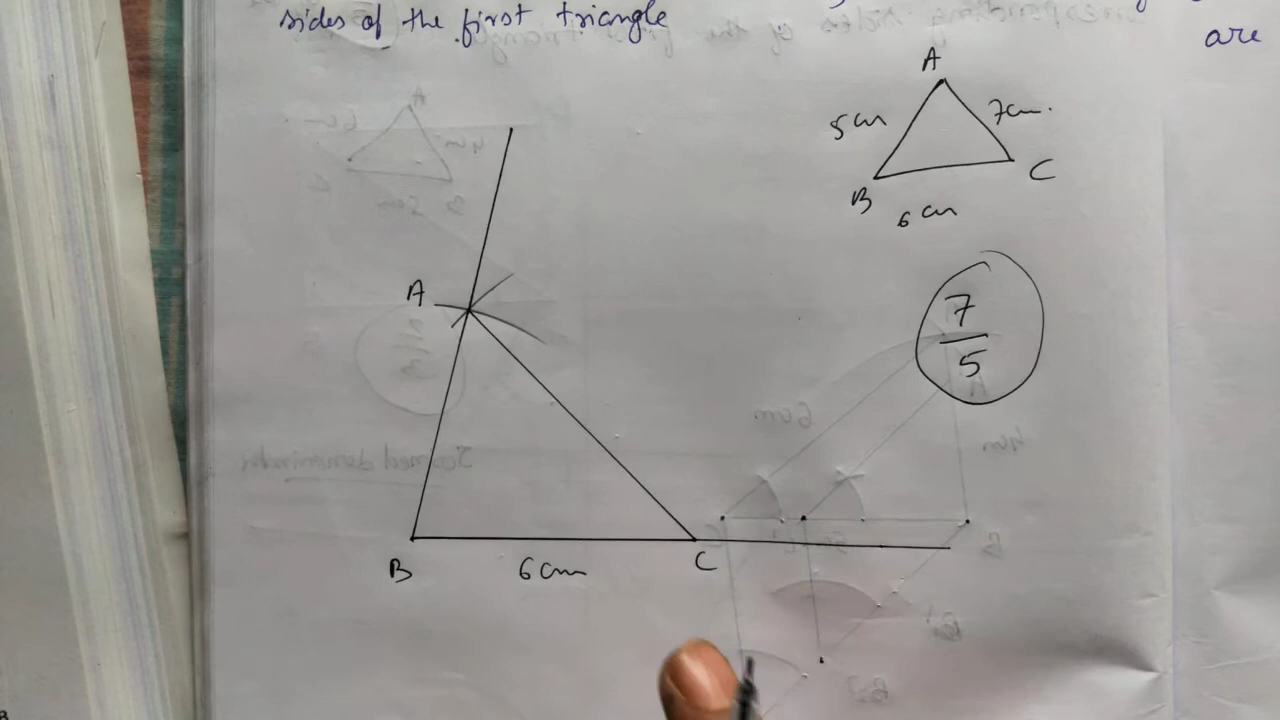 sides of the first triangle
are
A
5cm
7cm.
B
C
6cm
A
7
5
B
6cm
C